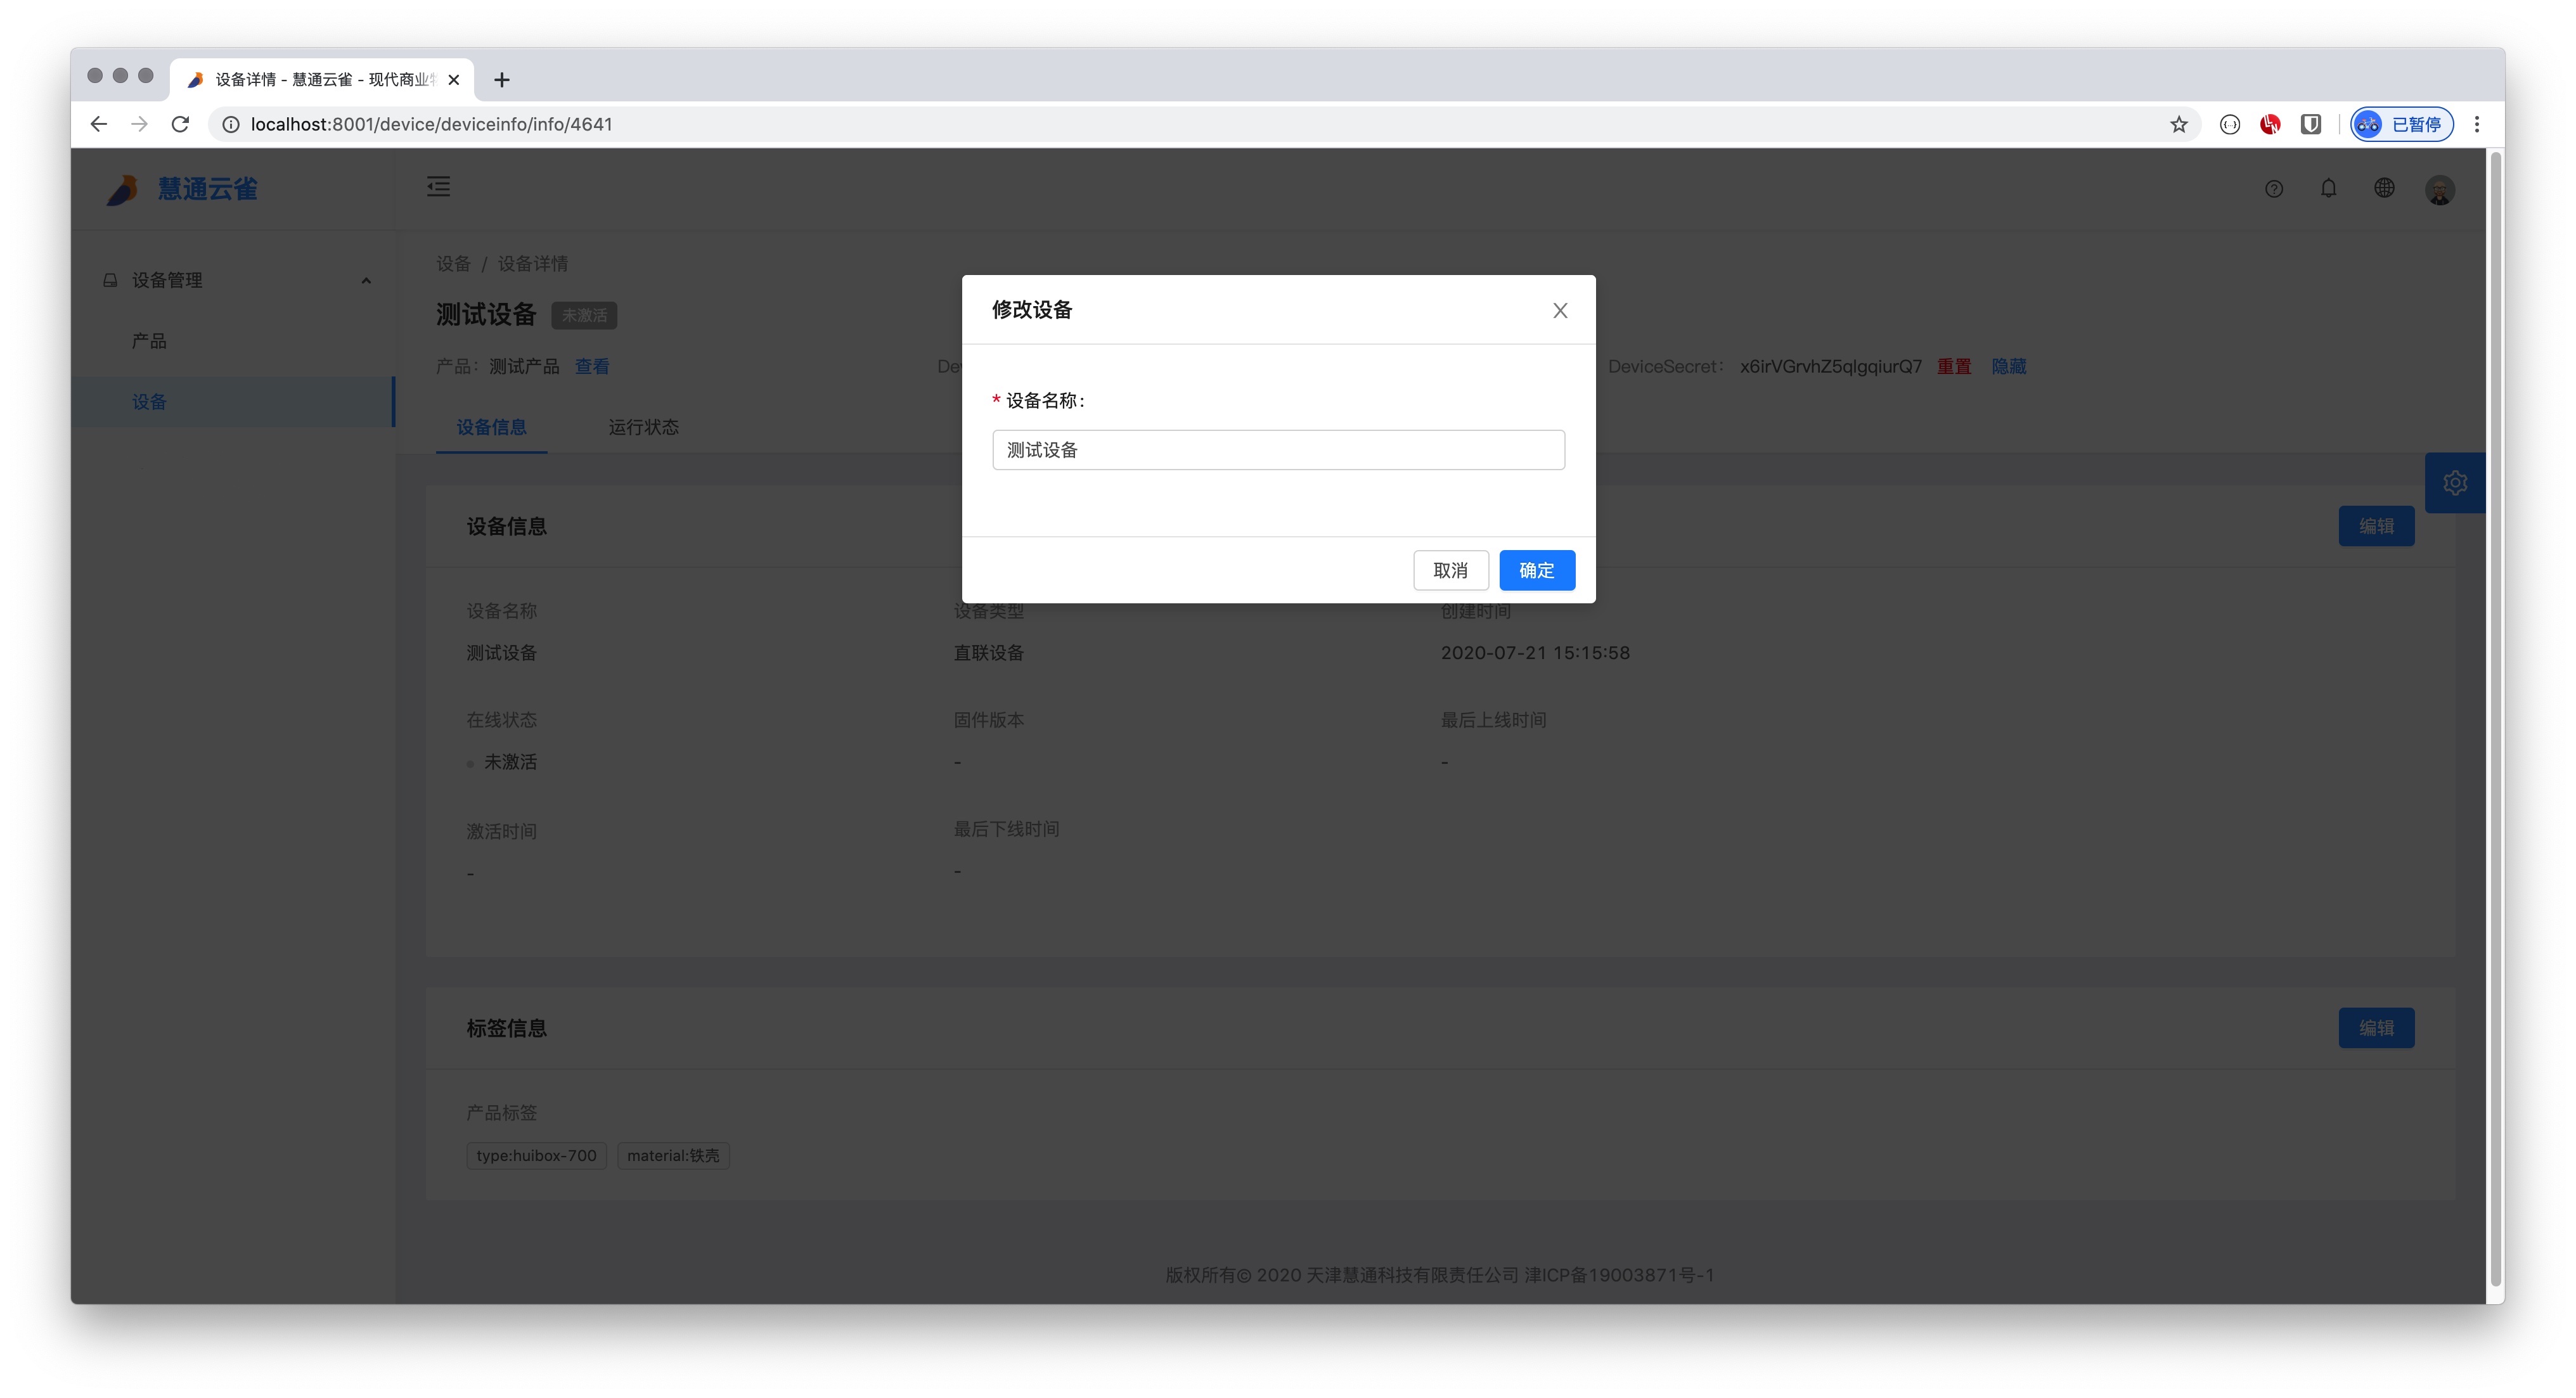 设备详情 - 慧通云雀 - 现代商业
localhost:8001/device/deviceinfo/info/4641
已暂停
慧通云雀
设备管理
产品
设备
设备 / 设备详情
测试设备 未激活
产品: 测试产品 查看
De
DeviceSecret: x6irVGrvhZ5qlgqiurQ7 重置 隐藏
设备信息 运行状态
修改设备
* 设备名称:
测试设备
取消 确定
设备信息 编辑
设备名称 设备类型 创建时间
测试设备 直联设备 2020-07-21 15:15:58
在线状态 固件版本 最后上线时间
未激活 - -
激活时间 最后下线时间
- -
标签信息 编辑
产品标签
type:huibox-700 material:铁壳
版权所有© 2020 天津慧通科技有限责任公司 津ICP备19003871号-1